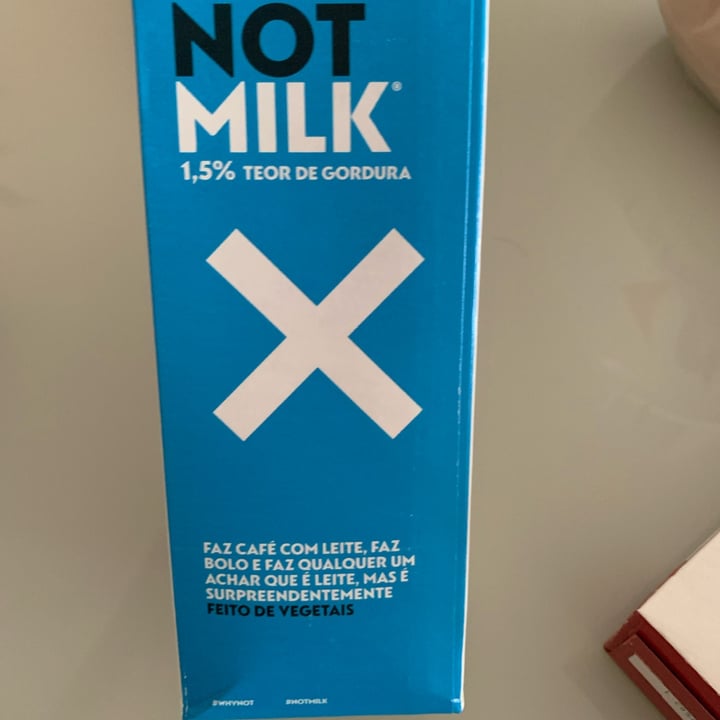 NOT
MILK®
1,5% TEOR DE GORDURA
FAZ CAFÉ COM LEITE, FAZ
BOLO E FAZ QUALQUER UM
ACHAR QUE É LEITE, MAS É
SURPREENDENTEMENTE
FEITO DE VEGETAIS
#WHYNOT #NOTMILK